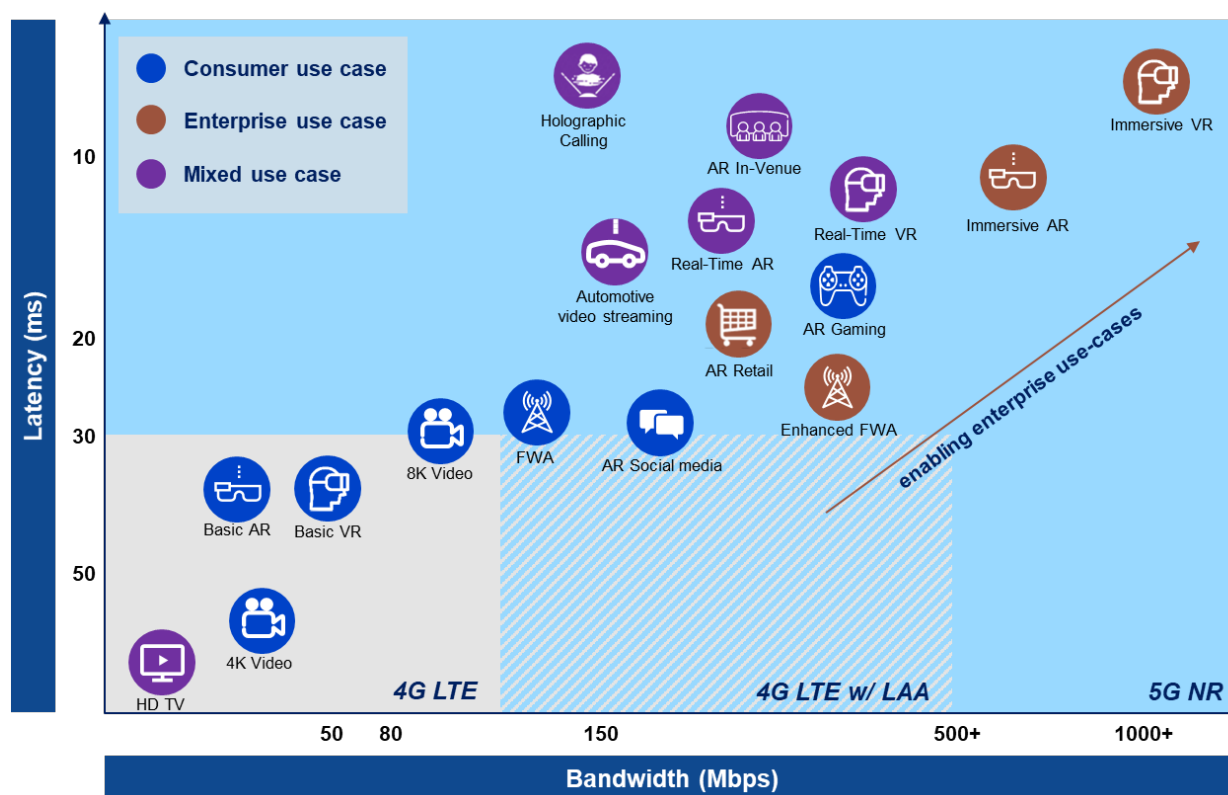 Consumer use case
Enterprise use case
Mixed use case
Latency (ms)
10
20
30
50
Holographic
Calling
AR In-Venue
Immersive VR
Real-Time VR
Immersive AR
Real-Time AR
Automotive
video streaming
AR Gaming
AR Retail
Enhanced FWA
enabling enterprise use-cases
8K Video
FWA
AR Social media
Basic AR
Basic VR
4K Video
HD TV
4G LTE
4G LTE w/ LAA
5G NR
50
80
150
500+
1000+
Bandwidth (Mbps)